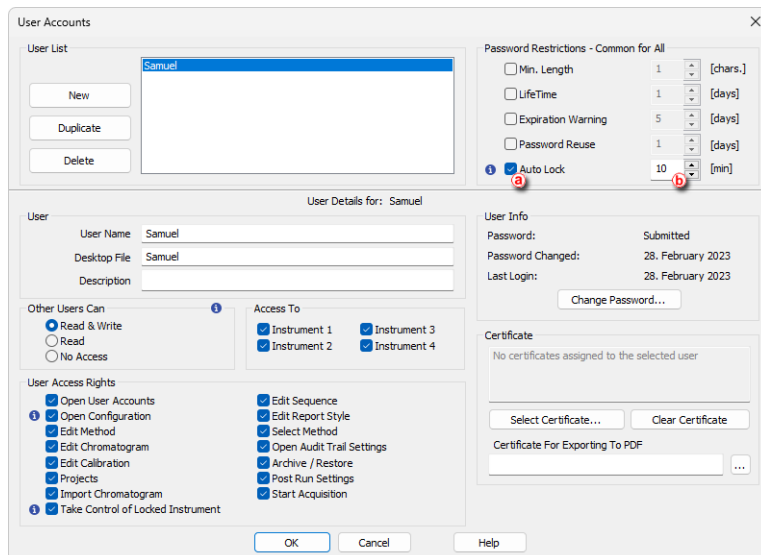 User Accounts
User List
Samuel
New
Duplicate
Delete
Password Restrictions - Common for All
Min. Length 1 [chars.]
LifeTime 1 [days]
Expiration Warning 5 [days]
Password Reuse 1 [days]
Auto Lock 10 [min]
a b
User Details for: Samuel
User
User Name Samuel
Desktop File Samuel
Description
User Info
Password: Submitted
Password Changed: 28. February 2023
Last Login: 28. February 2023
Change Password...
Other Users Can
Read & Write
Read
No Access
Access To
Instrument 1 Instrument 3
Instrument 2 Instrument 4
Certificate
No certificates assigned to the selected user
Select Certificate... Clear Certificate
Certificate For Exporting To PDF
...
User Access Rights
Open User Accounts Edit Sequence
Open Configuration Edit Report Style
Edit Method Select Method
Edit Chromatogram Open Audit Trail Settings
Edit Calibration Archive / Restore
Projects Post Run Settings
Import Chromatogram Start Acquisition
Take Control of Locked Instrument
OK Cancel Help